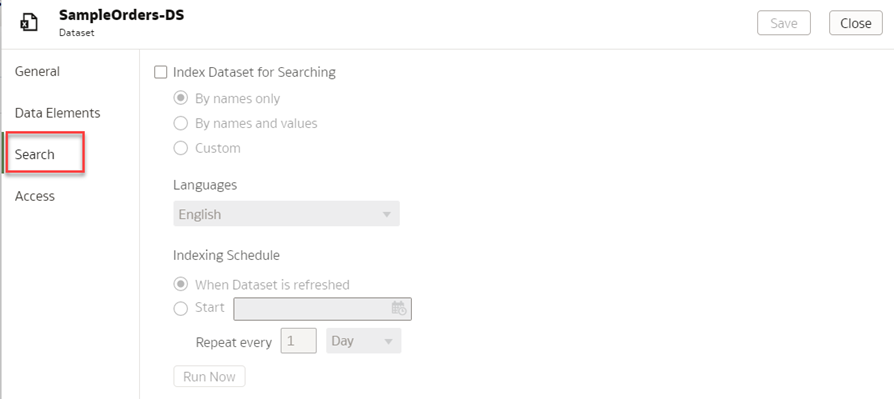 SampleOrders-DS
Dataset
Save
Close
General
Data Elements
Search
Access
Index Dataset for Searching
By names only
By names and values
Custom
Languages
English
Indexing Schedule
When Dataset is refreshed
Start
Repeat every 1 Day
Run Now